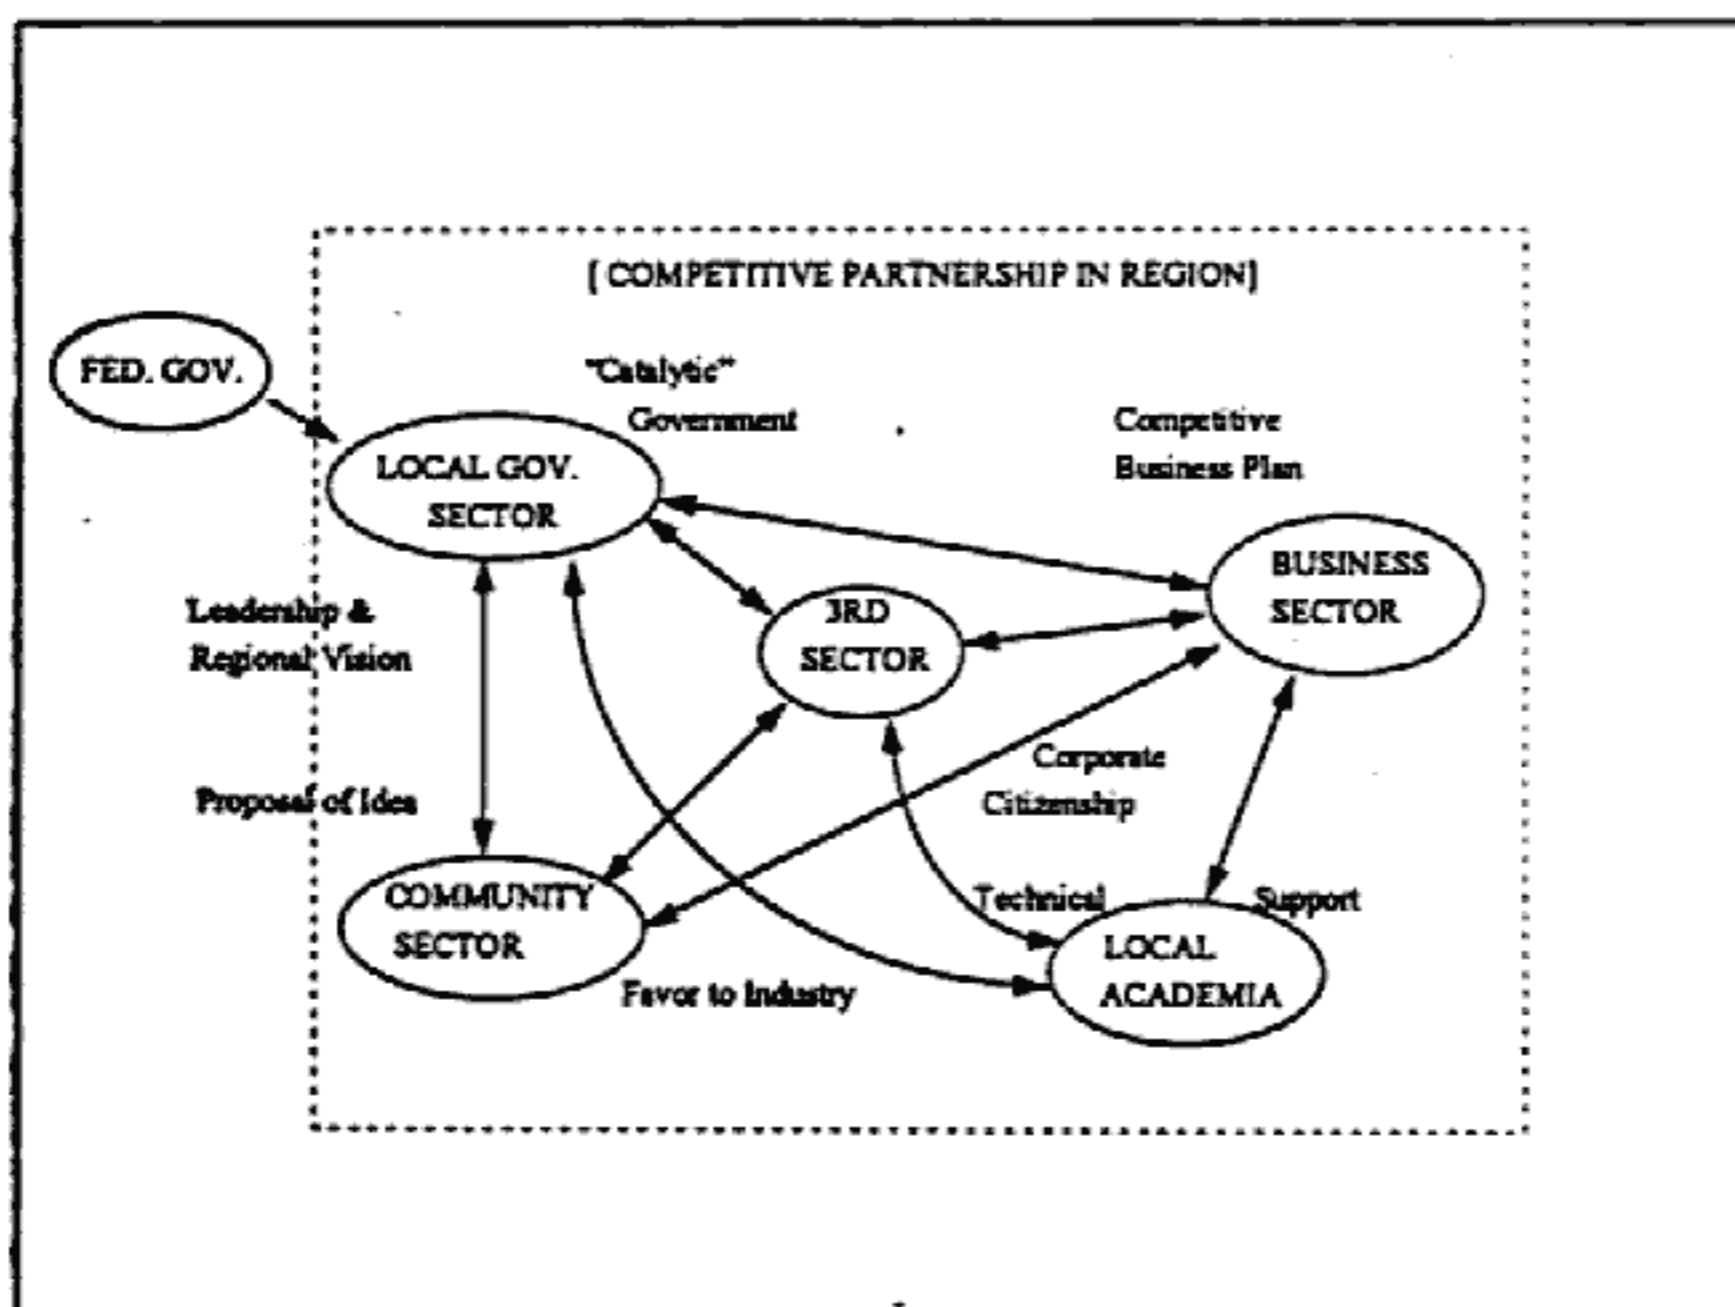 [ COMPETITIVE PARTNERSHIP IN REGION]
FED. GOV.
"Catalytic"
Government
Competitive
Business Plan
LOCAL GOV.
SECTOR
BUSINESS
SECTOR
3RD
SECTOR
Leadership &
Regional Vision
Corporate
Citizenship
Proposal of Idea
COMMUNITY
SECTOR
Technical Support
LOCAL
ACADEMIA
Favor to Industry